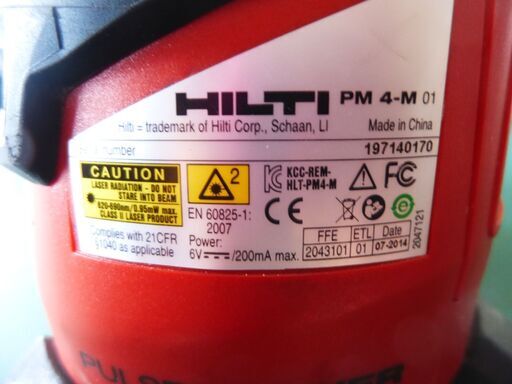 HILTI PM 4-M 01
Hilti = trademark of Hilti Corp., Schaan, LI Made in China
number 197140170
CAUTION
LASER RADIATION - DO NOT
STARE INTO BEAM
620-690nm/0.95mW max.
CLASS II LASER PRODUCT
2
KCC-REM-
HLT-PM4-M
FC
EN 60825-1:
2007
CE
Complies with 21CFR
1040 as applicable
Power:
6V 200mA max.
FFE ETL Date
2043101 01 07-2014
2047121